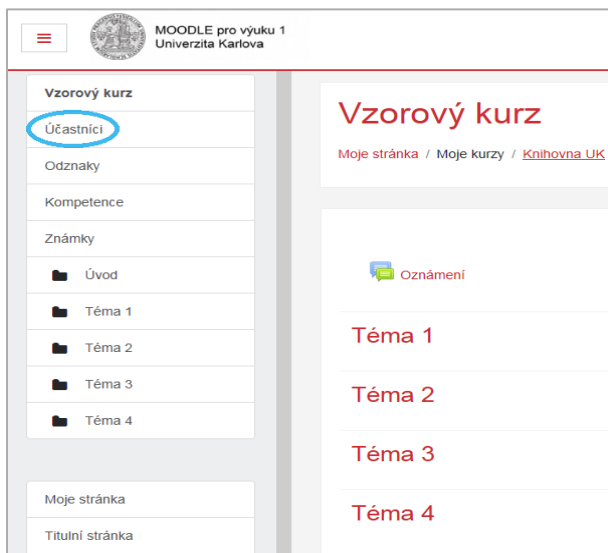 MOODLE pro výuku 1
Univerzita Karlova
Vzorový kurz
Účastníci
Odznaky
Kompetence
Známky
Úvod
Téma 1
Téma 2
Téma 3
Téma 4
Moje stránka
Titulní stránka
Vzorový kurz
Moje stránka / Moje kurzy / Knihovna UK
Oznámení
Téma 1
Téma 2
Téma 3
Téma 4